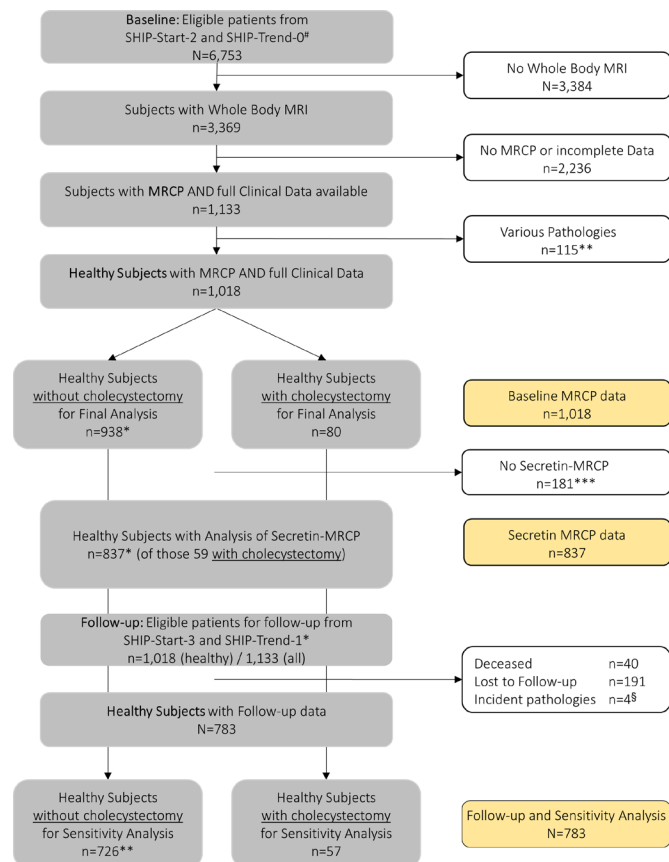 Baseline: Eligible patients from
SHIP-Start-2 and SHIP-Trend-0#
N=6,753
No Whole Body MRI
N=3,384
Subjects with Whole Body MRI
n=3,369
No MRCP or incomplete Data
n=2,236
Subjects with MRCP AND full Clinical Data available
n=1,133
Various Pathologies
n=115**
Healthy Subjects with MRCP AND full Clinical Data
n=1,018
Healthy Subjects
without cholecystectomy
for Final Analysis
n=938*
Healthy Subjects
with cholecystectomy
for Final Analysis
n=80
Baseline MRCP data
n=1,018
No Secretin-MRCP
n=181***
Healthy Subjects with Analysis of Secretin-MRCP
n=837* (of those 59 with cholecystectomy)
Secretin MRCP data
n=837
Follow-up: Eligible patients for follow-up from
SHIP-Start-3 and SHIP-Trend-1*
n=1,018 (healthy) / 1,133 (all)
Deceased n=40
Lost to Follow-up n=191
Incident pathologies n=4§
Healthy Subjects with Follow-up data
N=783
Healthy Subjects
without cholecystectomy
for Sensitivity Analysis
n=726**
Healthy Subjects
with cholecystectomy
for Sensitivity Analysis
n=57
Follow-up and Sensitivity Analysis
N=783